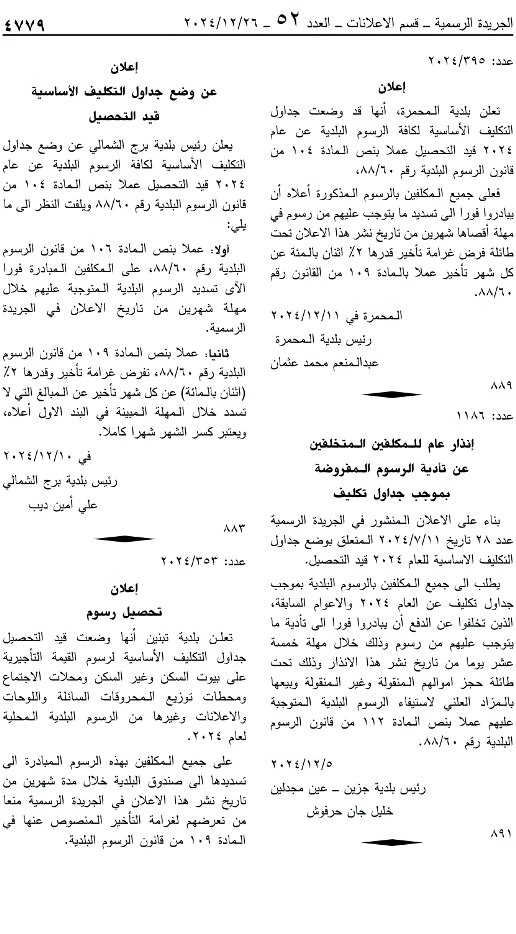 الجريدة الرسمية ــ قسم الاعلانات ــ العدد ٥٢ ــ ٢٠٢٤/١٢/٢٦
٤٧٧٩
عدد: ٢٠٢٤/٣٩٥
إعلان
تعلن بلدية المحمرة، أنها قد وضعت جداول
التكليف الأساسية لكافة الرسوم البلدية عن عام
٢٠٢٤ قيد التحصيل عملا بنص المادة ١٠٤ من
قانون الرسوم البلدية رقم ٨٨/٦٠،
فعلى جميع المكلفين بالرسوم المذكورة أعلاه أن
يبادروا فورا الى تسديد ما يتوجب عليهم من رسوم في
مهلة أقصاها شهرين من تاريخ نشر هذا الاعلان تحت
طائلة فرض غرامة تأخير قدرها ٢٪ اثنان بالمئة عن
كل شهر تأخير عملا بالمادة ١٠٩ من القانون رقم
٨٨/٦٠.
المحمرة في ٢٠٢٤/١٢/١١
رئيس بلدية المحمرة
عبدالمنعم محمد عثمان
٨٨٩
عدد: ١١٨٦
إنذار عام للمكلفين المتخلفين
عن تأدية الرسوم المفروضة
بموجب جداول تكليف
بناء على الاعلان المنشور في الجريدة الرسمية
عدد ٢٨ تاريخ ٢٠٢٤/٧/١١ المتعلق بوضع جداول
التكليف الاساسية للعام ٢٠٢٤ قيد التحصيل.
يطلب الى جميع المكلفين بالرسوم البلدية بموجب
جداول تكليف عن العام ٢٠٢٤ والاعوام السابقة،
الذين تخلفوا عن الدفع أن يبادروا فورا الى تأدية ما
يتوجب عليهم من رسوم وذلك خلال مهلة خمسة
عشر يوما من تاريخ نشر هذا الانذار وذلك تحت
طائلة حجز اموالهم المنقولة وغير المنقولة وبيعها
بالمزاد العلني لاستيفاء الرسوم البلدية المتوجبة
عليهم عملا بنص المادة ١١٢ من قانون الرسوم
البلدية رقم ٨٨/٦٠.
٢٠٢٤/١٢/٥
رئيس بلدية جزين ــ عين مجدلين
خليل جان حرفوش
٨٩١
إعلان
عن وضع جداول التكليف الأساسية
قيد التحصيل
يعلن رئيس بلدية برج الشمالي عن وضع جداول
التكليف الأساسية لكافة الرسوم البلدية عن عام
٢٠٢٤ قيد التحصيل عملا بنص المادة ١٠٤ من
قانون الرسوم البلدية رقم ٨٨/٦٠ ويلفت النظر الى ما
يلي:
أولا: عملا بنص المادة ١٠٦ من قانون الرسوم
البلدية رقم ٨٨/٦٠، على المكلفين المبادرة فورا
الآى تسديد الرسوم البلدية المتوجبة عليهم خلال
مهلة شهرين من تاريخ الاعلان في الجريدة
الرسمية.
ثانيا: عملا بنص المادة ١٠٩ من قانون الرسوم
البلدية رقم ٨٨/٦٠، نفرض غرامة تأخير وقدرها ٢٪
(اثنان بالمائة) عن كل شهر تأخير عن المبالغ التي لا
تسدد خلال المهلة المبينة في البند الاول أعلاه،
ويعتبر كسر الشهر شهرا كاملا.
في ٢٠٢٤/١٢/١٠
رئيس بلدية برج الشمالي
علي أمين ديب
٨٨٣
عدد: ٢٠٢٤/٣٥٣
إعلان
تحصيل رسوم
تعلن بلدية تبنين أنها وضعت قيد التحصيل
جداول التكليف الأساسية لرسوم القيمة التأجيرية
على بيوت السكن وغير السكن ومحلات الاجتماع
ومحطات توزيع المحروقات السائلة واللوحات
والاعلانات وغيرها من الرسوم البلدية المحلية
لعام ٢٠٢٤.
على جميع المكلفين بهذه الرسوم المبادرة الى
تسديدها الى صندوق البلدية خلال مدة شهرين من
تاريخ نشر هذا الاعلان في الجريدة الرسمية منعا
من تعرضهم لغرامة التأخير المنصوص عنها في
المادة ١٠٩ من قانون الرسوم البلدية.